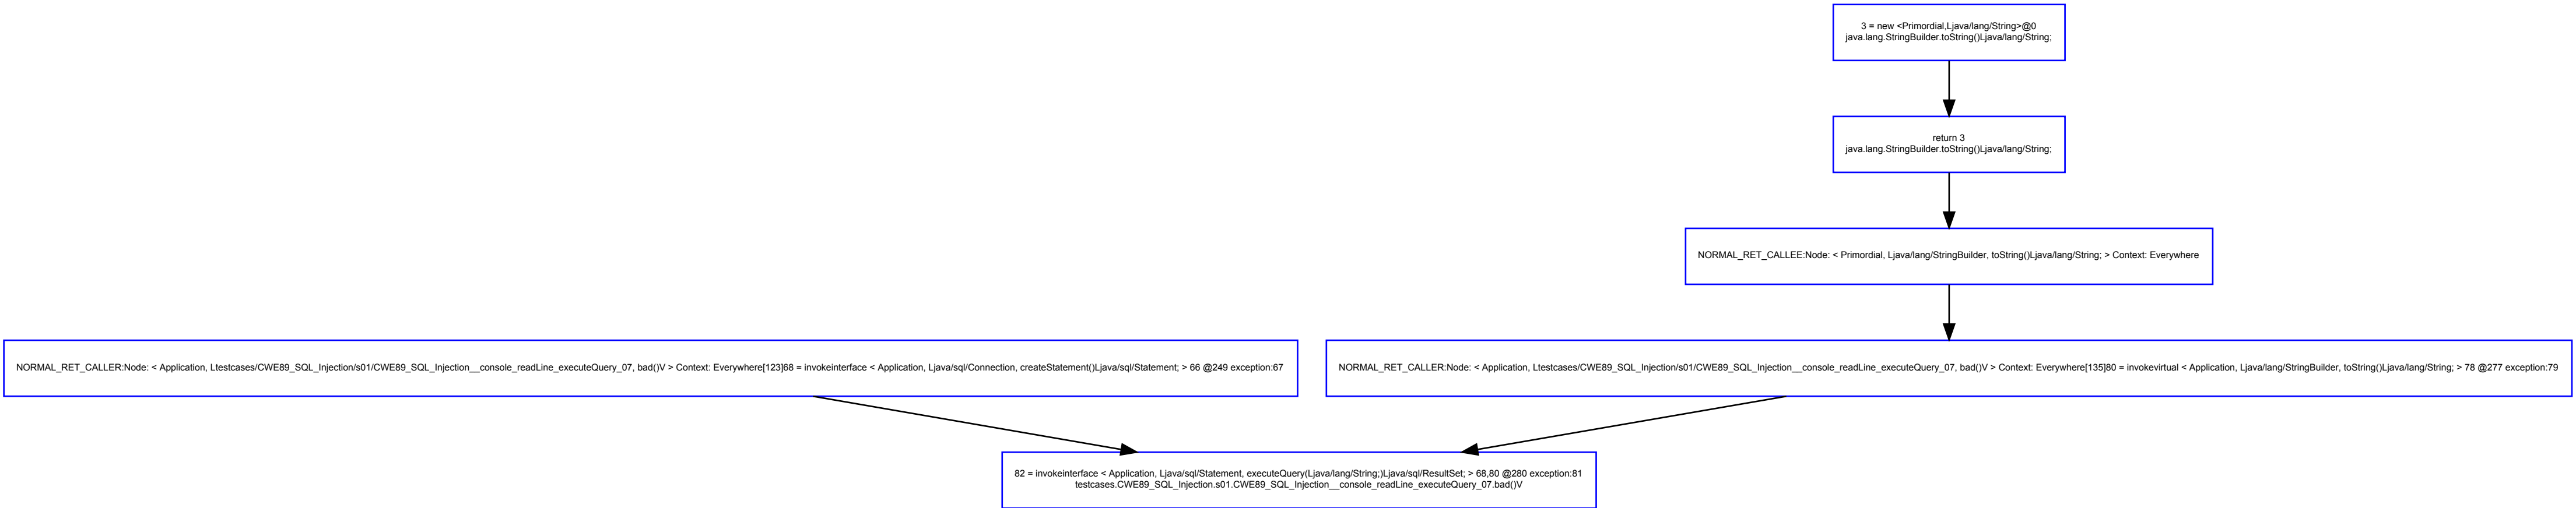 3 = new <Primordial,Ljava/lang/String>@0
java.lang.StringBuilder.toString()Ljava/lang/String;
return 3
java.lang.StringBuilder.toString()Ljava/lang/String;
NORMAL_RET_CALLEE:Node: < Primordial, Ljava/lang/StringBuilder, toString()Ljava/lang/String; > Context: Everywhere
NORMAL_RET_CALLER:Node: < Application, Ltestcases/CWE89_SQL_Injection/s01/CWE89_SQL_Injection__console_readLine_executeQuery_07, bad()V > Context: Everywhere[123]68 = invokeinterface < Application, Ljava/sql/Connection, createStatement()Ljava/sql/Statement; > 66 @249 exception:67
NORMAL_RET_CALLER:Node: < Application, Ltestcases/CWE89_SQL_Injection/s01/CWE89_SQL_Injection__console_readLine_executeQuery_07, bad()V > Context: Everywhere[135]80 = invokevirtual < Application, Ljava/lang/StringBuilder, toString()Ljava/lang/String; > 78 @277 exception:79
82 = invokeinterface < Application, Ljava/sql/Statement, executeQuery(Ljava/lang/String;)Ljava/sql/ResultSet; > 68,80 @280 exception:81
testcases.CWE89_SQL_Injection.s01.CWE89_SQL_Injection__console_readLine_executeQuery_07.bad()V